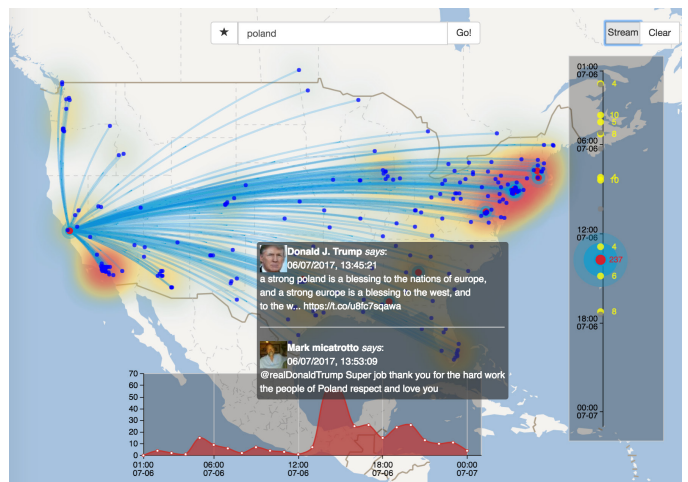 ★ poland Go! Stream Clear
01:00
07-06
4
10
8
06:00
07-06
10
12:00
07-06
4
237
6
18:00
07-06
8
00:00
07-07
Donald J. Trump says:
06/07/2017, 13:45:21
a strong poland is a blessing to the nations of europe,
and a strong europe is a blessing to the west, and
to the w... https://t.co/u8fc7sqawa
Mark micatrotto says:
06/07/2017, 13:53:09
@realDonaldTrump Super job thank you for the hard work
the people of Poland respect and love you
70
60
50
40
30
20
10
0
01:00 06:00 12:00 18:00 00:00
07-06 07-06 07-06 07-06 07-07